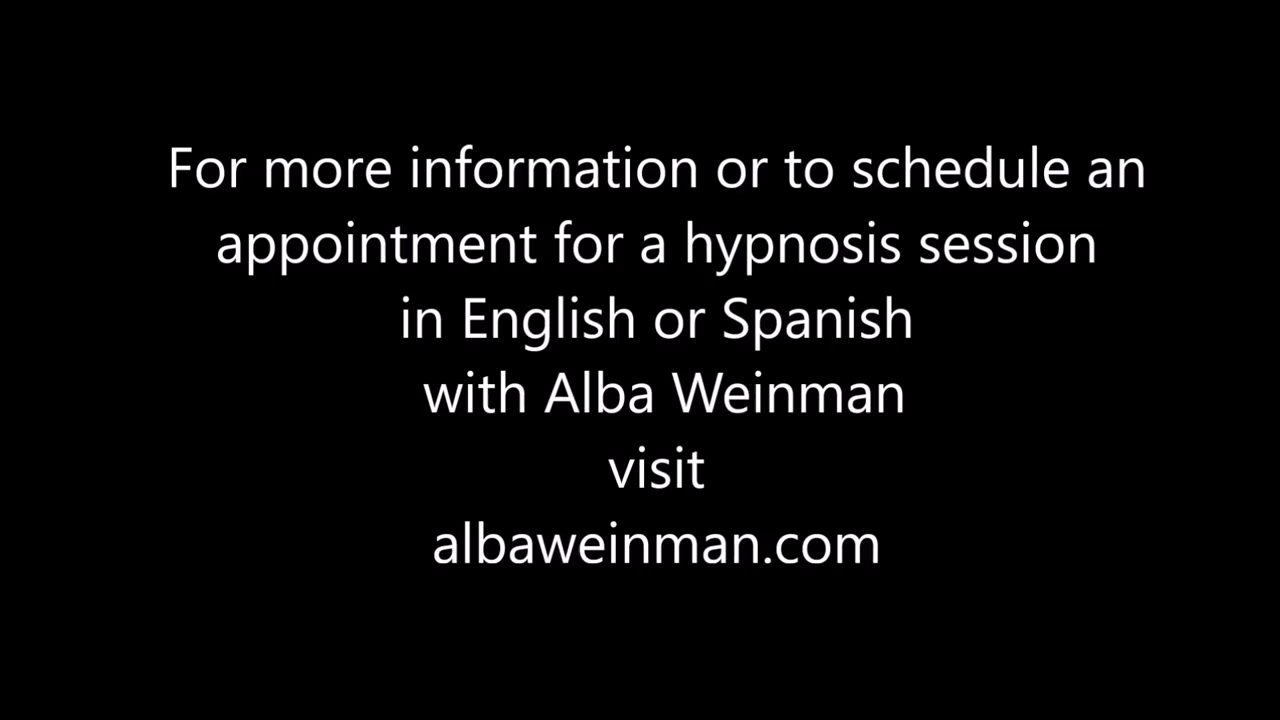 For more information or to schedule an
appointment for a hypnosis session
in English or Spanish
with Alba Weinman
visit
albaweinman.com